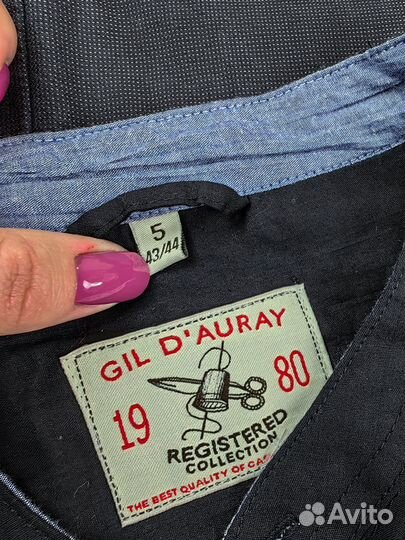 5
43/44
GIL D'AURAY
19 80
REGISTERED
COLLECTION
THE BEST QUALITY OF
Avito